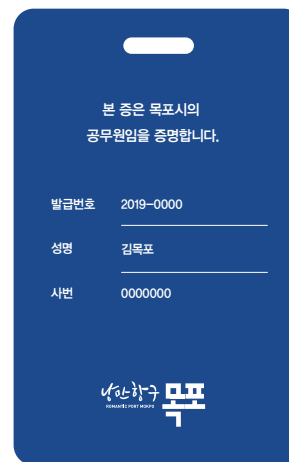 본 증은 목포시의
공무원임을 증명합니다.
발급번호 2019-0000
성명 김목포
사번 0000000
낭만항구 목포
ROMANTIC PORT MOKPO